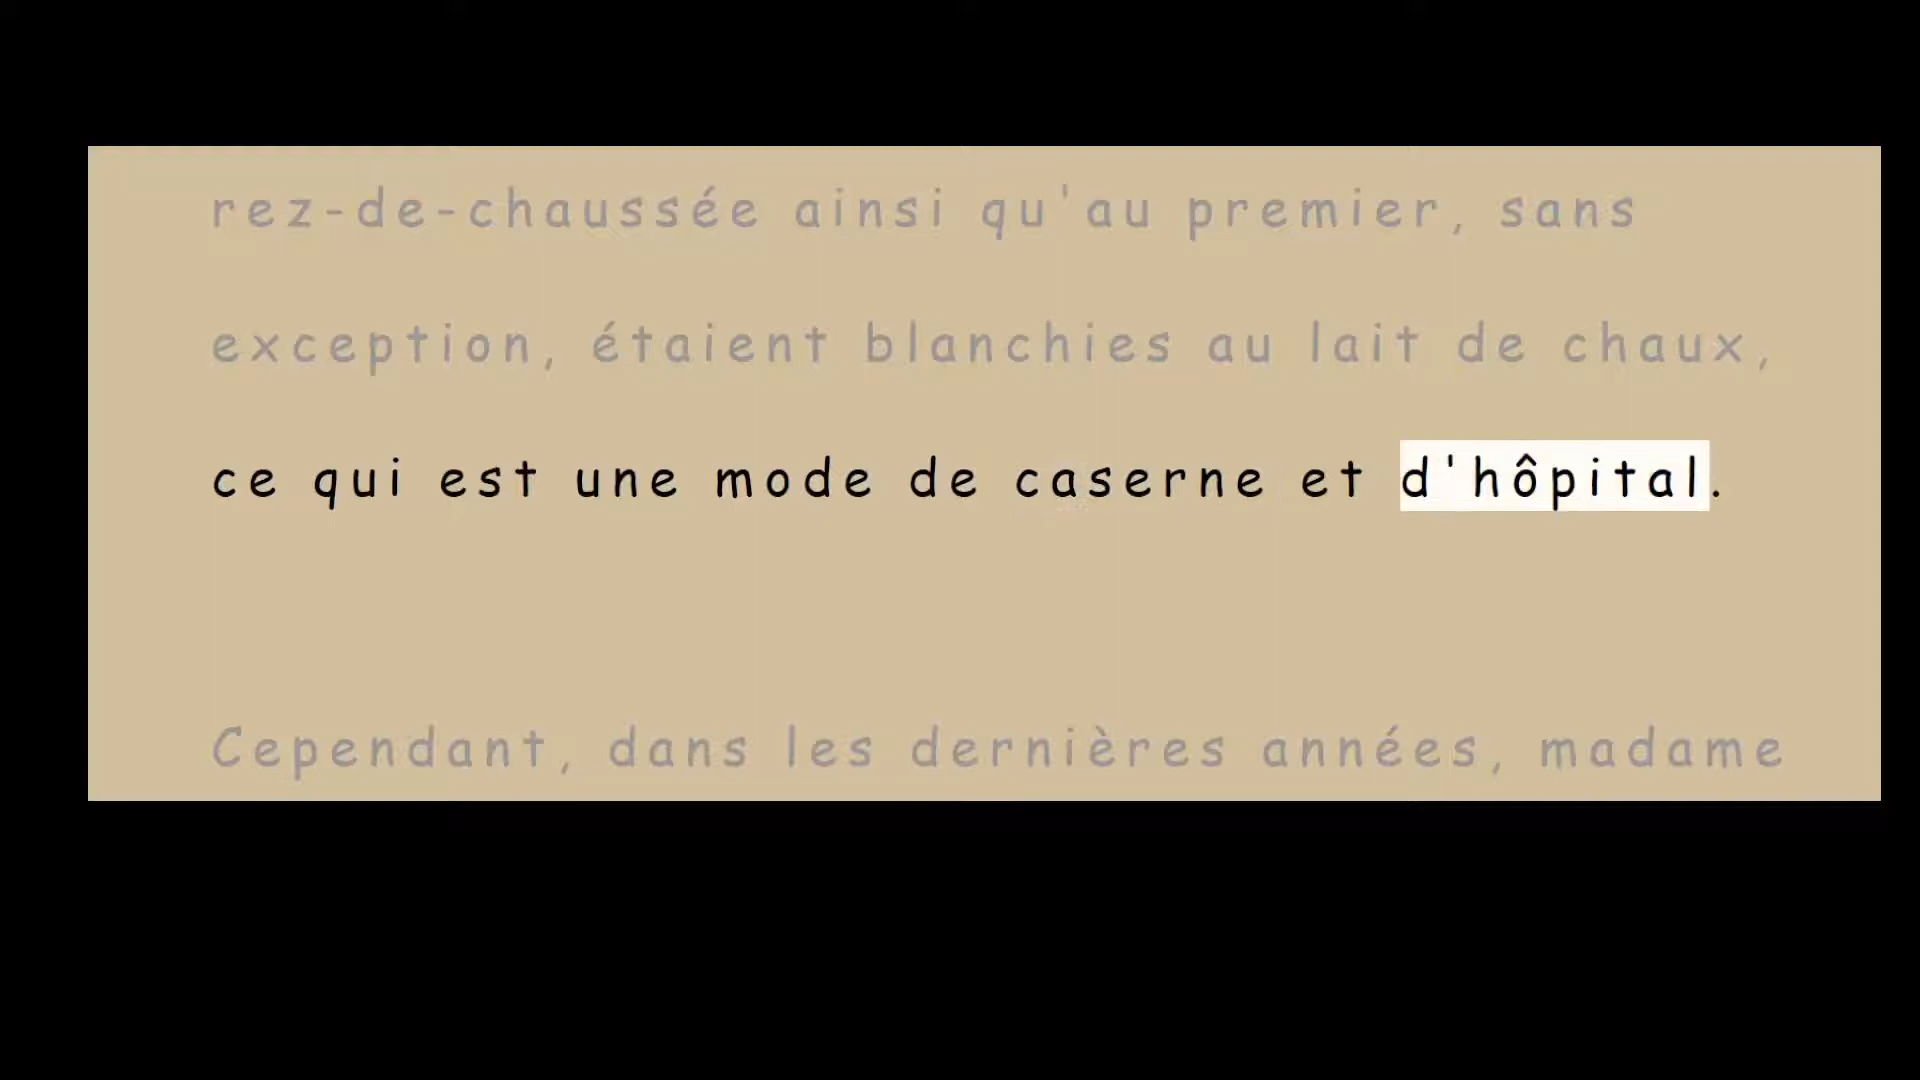 rez-de-chaussée ainsi qu'au premier, sans
exception, étaient blanchies au lait de chaux,
ce qui est une mode de caserne et d'hôpital.
Cependant, dans les dernières années, madame